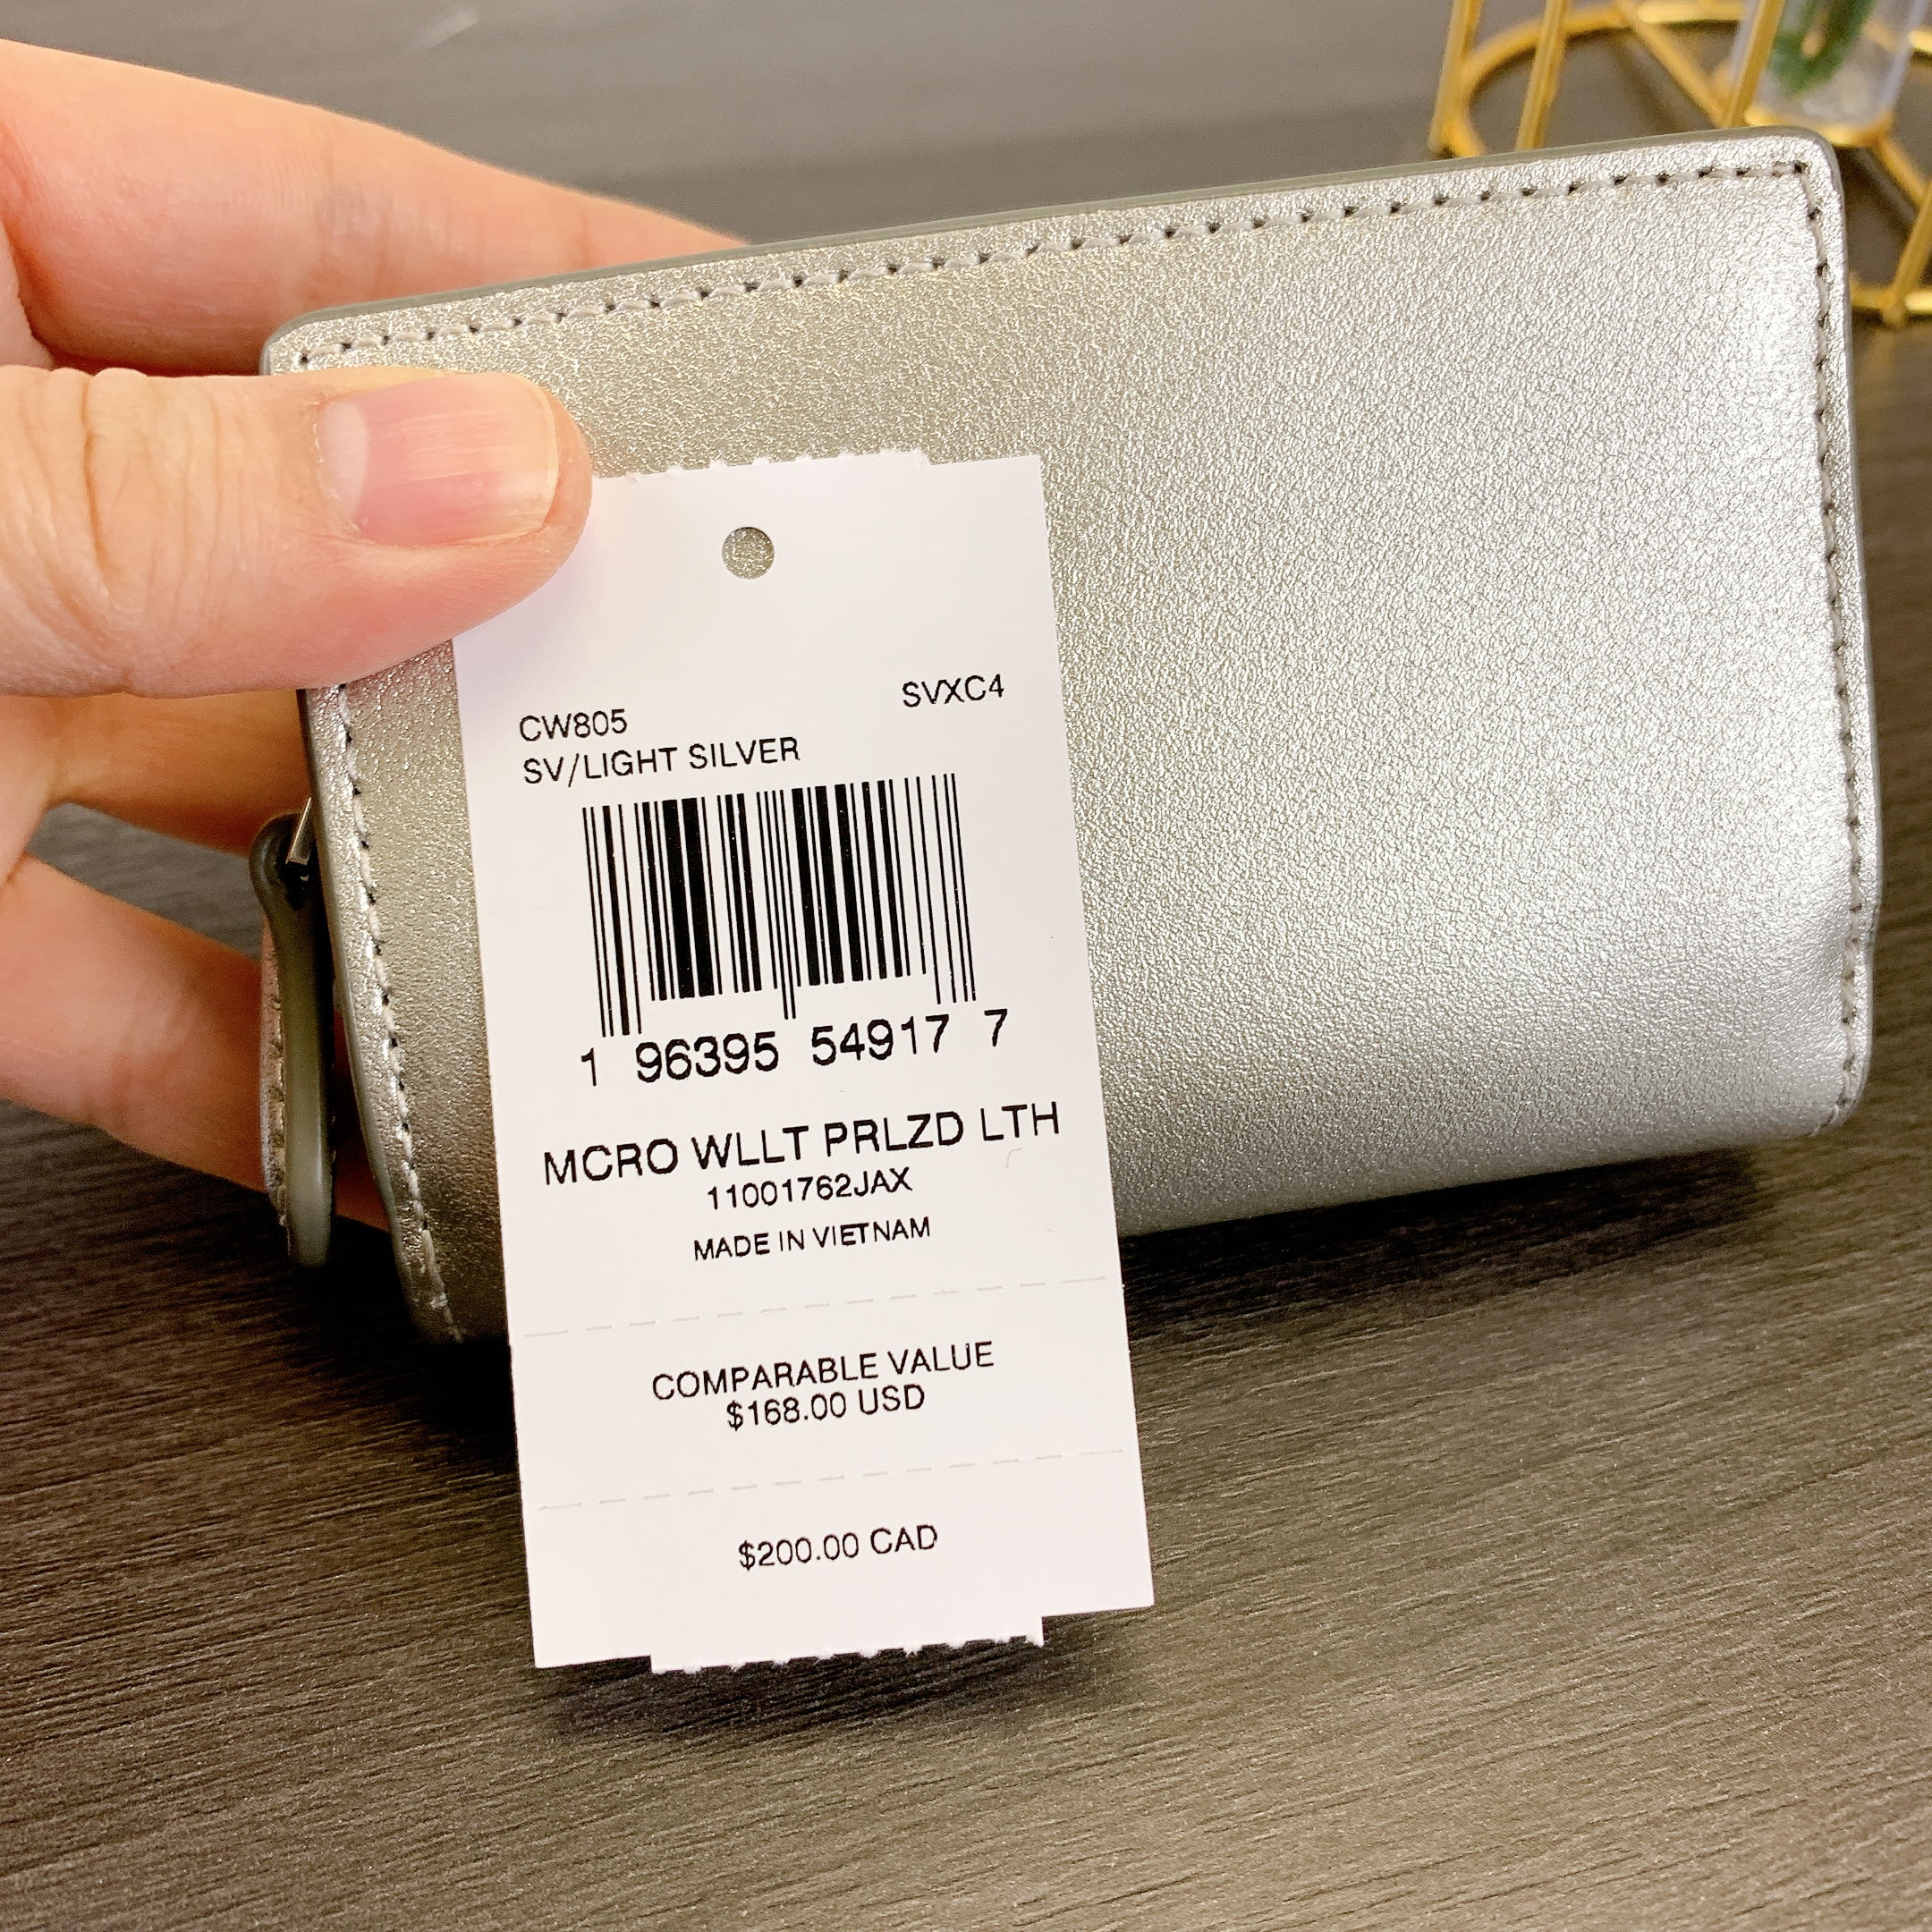 CW805 SVXC4
SV/LIGHT SILVER
1 96395 54917 7
MCRO WLLT PRLZD LTH
11001762JAX
MADE IN VIETNAM
COMPARABLE VALUE
$168.00 USD
$200.00 CAD